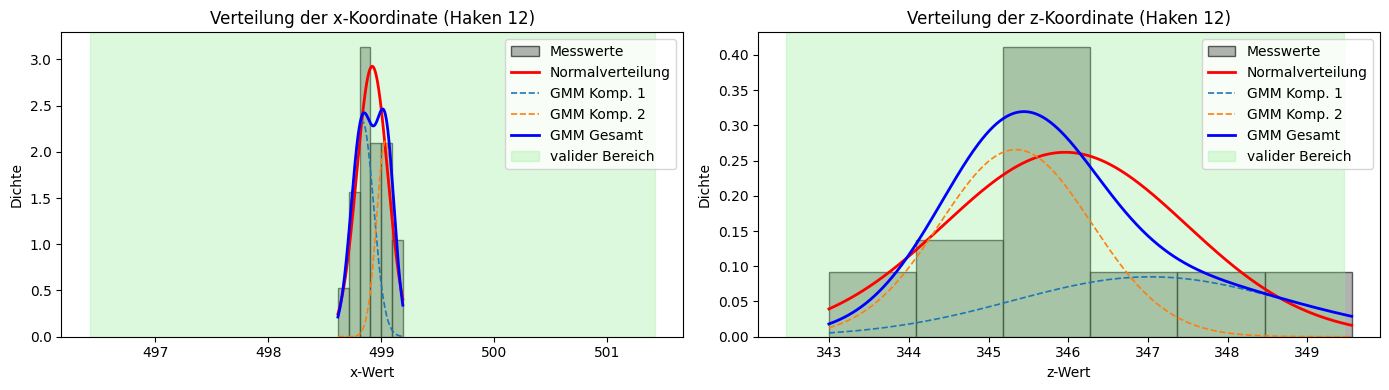 Verteilung der x-Koordinate (Haken 12)
3.0
2.5
2.0
1.5
1.0
0.5
0.0
Dichte
497
498
499
500
501
x-Wert
Messwerte
Normalverteilung
GMM Komp. 1
GMM Komp. 2
GMM Gesamt
valider Bereich
Verteilung der z-Koordinate (Haken 12)
0.40
0.35
0.30
0.25
0.20
0.15
0.10
0.05
0.00
Dichte
343
344
345
346
347
348
349
z-Wert
Messwerte
Normalverteilung
GMM Komp. 1
GMM Komp. 2
GMM Gesamt
valider Bereich